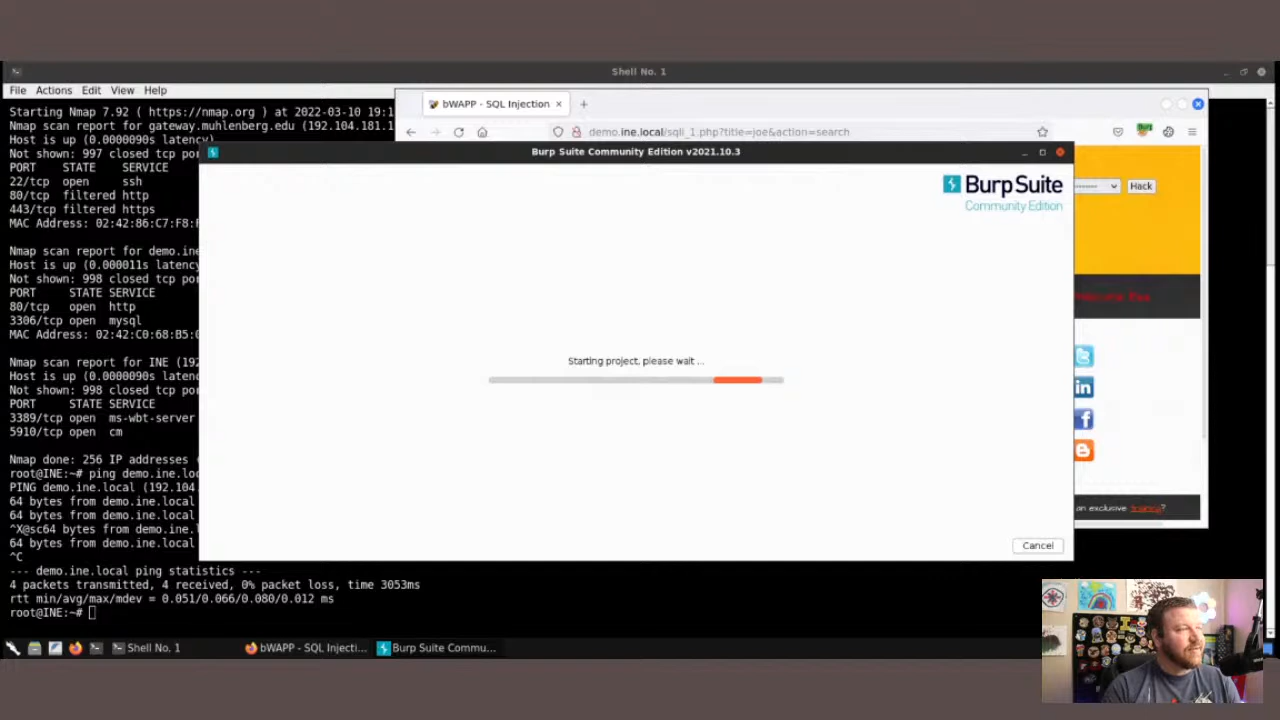 Shell No. 1
File Actions Edit View Help
Starting Nmap 7.92 ( https://nmap.org ) at 2022-03-10 19:1
Nmap scan report for gateway.muhlenberg.edu (192.104.181.1
Host is up (0.0000090s latency)
Not shown: 997 closed tcp por
PORT STATE SERVICE
22/tcp open ssh
80/tcp filtered http
443/tcp filtered https
MAC Address: 02:42:86:C7:F8:
Nmap scan report for demo.ine
Host is up (0.000011s latency
Not shown: 998 closed tcp por
PORT STATE SERVICE
80/tcp open http
3306/tcp open mysql
MAC Address: 02:42:C0:68:B5:
Nmap scan report for INE (192
Host is up (0.0000090s latenc
Not shown: 998 closed tcp por
PORT STATE SERVICE
3389/tcp open ms-wbt-server
5910/tcp open cm
Nmap done: 256 IP addresses
root@INE:~# ping demo.ine.loc
PING demo.ine.local (192.104
64 bytes from demo.ine.local
64 bytes from demo.ine.local
^X@sc64 bytes from demo.ine.l
64 bytes from demo.ine.local
^C
--- demo.ine.local ping statistics ---
4 packets transmitted, 4 received, 0% packet loss, time 3053ms
rtt min/avg/max/mdev = 0.051/0.066/0.080/0.012 ms
root@INE:~#
bWAPP - SQL Injection
demo.ine.local/sqli_1.php?title=joe&action=search
Hack
an exclusive training?
Burp Suite Community Edition v2021.10.3
Burp Suite
Community Edition
Starting project, please wait ...
Cancel
Shell No. 1
bWAPP - SQL Injecti...
Burp Suite Commu...